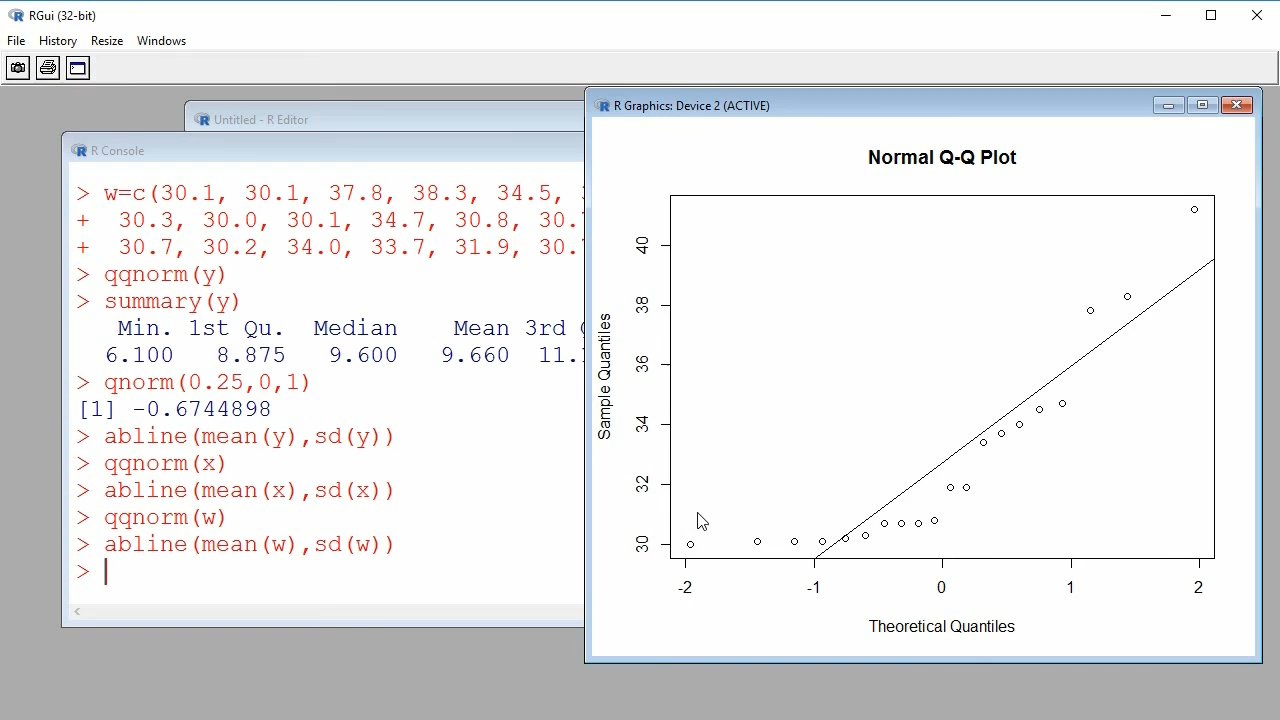 RGui (32-bit)
File History Resize Windows
Untitled - R Editor
R Console
> w=c(30.1, 30.1, 37.8, 38.3, 34.5,
+ 30.3, 30.0, 30.1, 34.7, 30.8, 30.
+ 30.7, 30.2, 34.0, 33.7, 31.9, 30.
> qqnorm(y)
> summary(y)
Min. 1st Qu. Median Mean 3rd
6.100 8.875 9.600 9.660 11.
> qnorm(0.25,0,1)
[1] -0.6744898
> abline(mean(y),sd(y))
> qqnorm(x)
> abline(mean(x),sd(x))
> qqnorm(w)
> abline(mean(w),sd(w))
>
R Graphics: Device 2 (ACTIVE)
Normal Q-Q Plot
Sample Quantiles
40
38
36
34
32
30
-2 -1 0 1 2
Theoretical Quantiles